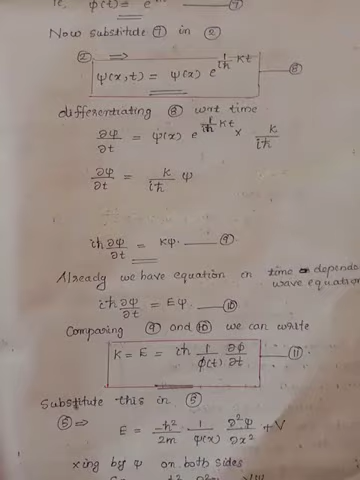 ie. φ(t) = e ——— ⑦
Now substitute ⑦ in ②
② ⟹
ψ(x,t) = ψ(x) e^{1/iℏ Kt} ——— ⑧
differentiating ⑧ wrt time
∂ψ/∂t = ψ(x) e^{1/iℏ Kt} × K/iℏ
∂ψ/∂t = K/iℏ ψ
iℏ ∂ψ/∂t = Kψ. ——— ⑨
Already we have equation in time dependent
wave equation
iℏ ∂ψ/∂t = Eψ ——— ⑩
Comparing ⑨ and ⑩ we can write
K = E = iℏ 1/φ(t) ∂φ/∂t ——— ⑪
Substitute this in
⑤ ⟹ E = -ℏ²/2m 1/ψ(x) ∂²ψ/∂x² + V
xing by ψ on both sides